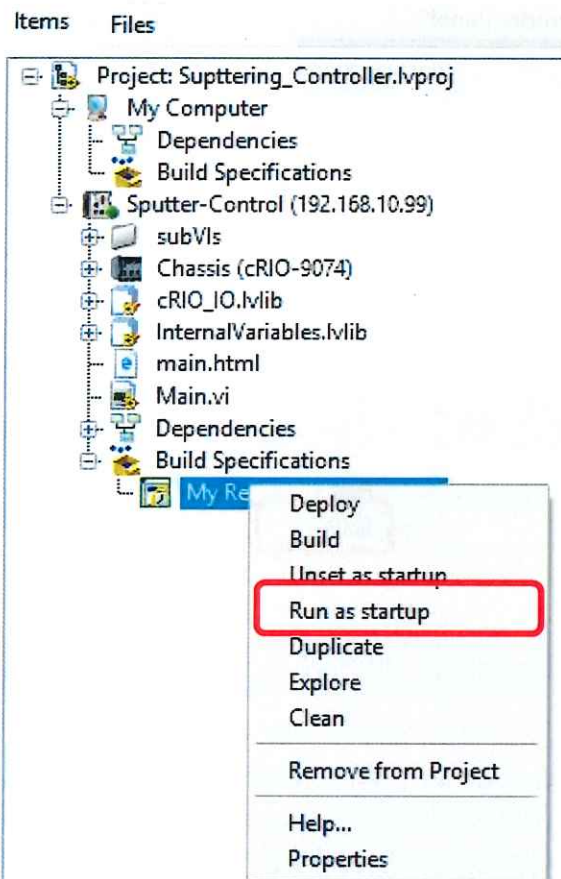 Items Files
Project: Supttering_Controller.lvproj
My Computer
Dependencies
Build Specifications
Sputter-Control (192.168.10.99)
subVIs
Chassis (cRIO-9074)
cRIO_IO.lvlib
InternalVariables.lvlib
main.html
Main.vi
Dependencies
Build Specifications
My Re
Deploy
Build
Unset as startup
Run as startup
Duplicate
Explore
Clean
Remove from Project
Help...
Properties